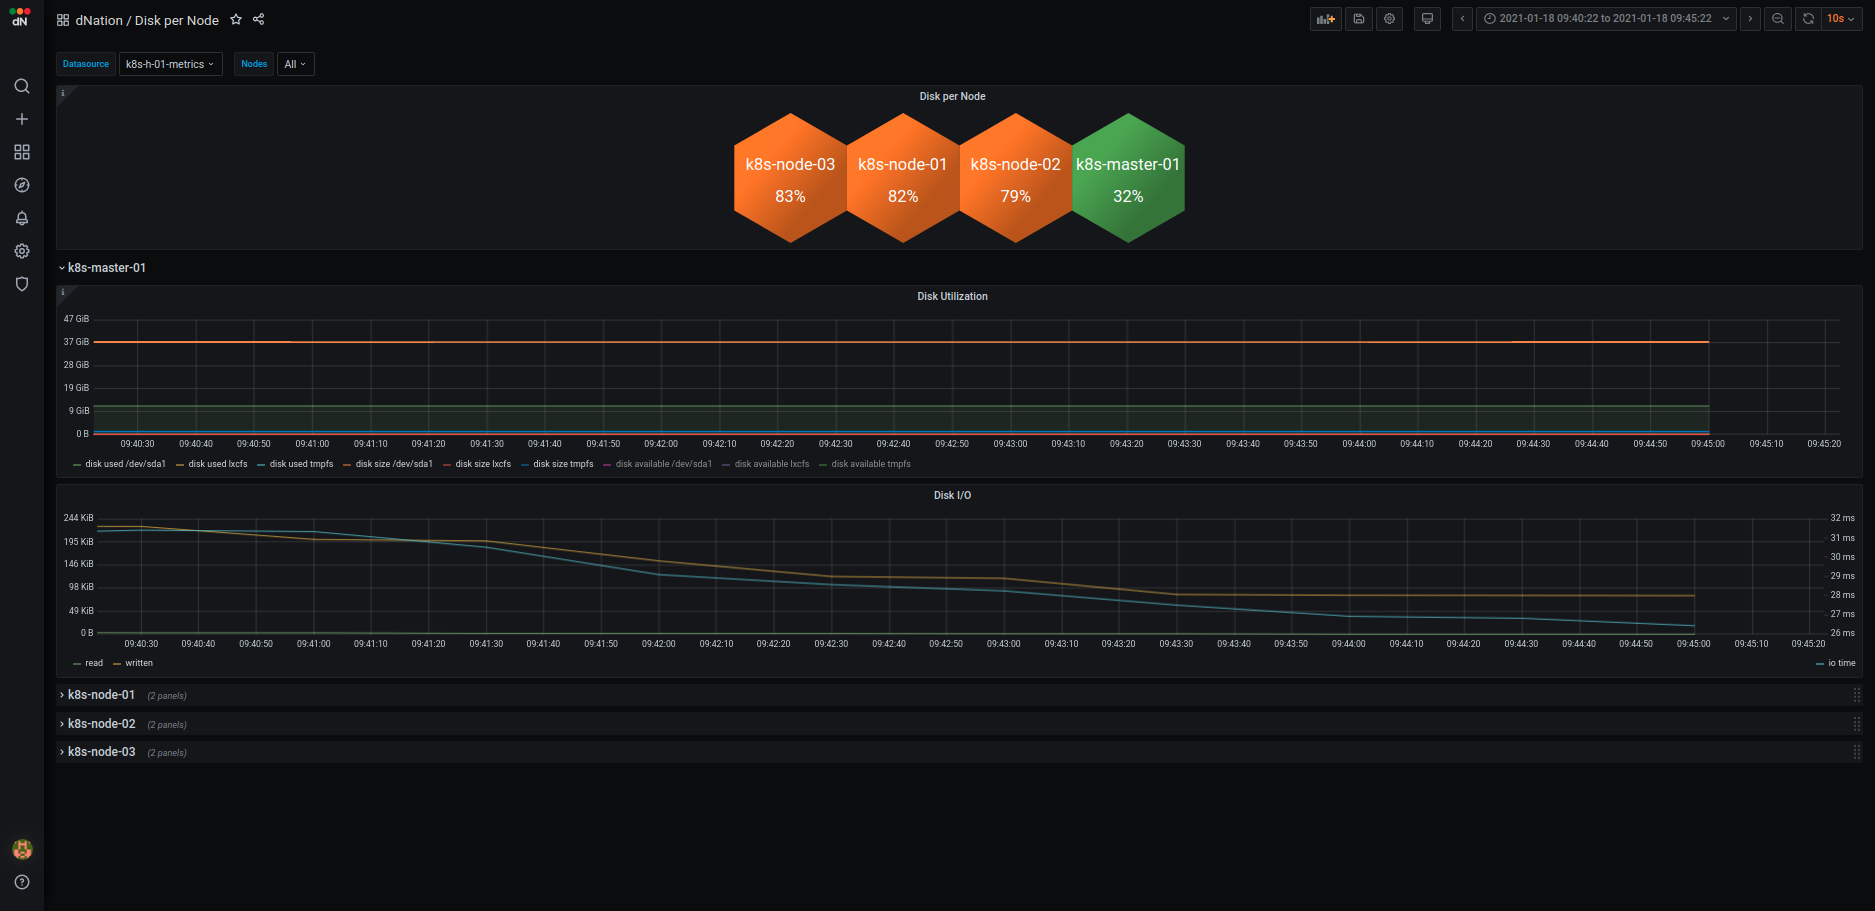 dN
dNation / Disk per Node
2021-01-18 09:40:22 to 2021-01-18 09:45:22
10s
Datasource k8s-h-01-metrics Nodes All
Disk per Node
k8s-node-03 k8s-node-01 k8s-node-02 k8s-master-01
83% 82% 79% 32%
k8s-master-01
Disk Utilization
47 GiB
37 GiB
28 GiB
19 GiB
9 GiB
0 B
09:40:30 09:40:40 09:40:50 09:41:00 09:41:10 09:41:20 09:41:30 09:41:40 09:41:50 09:42:00 09:42:10 09:42:20 09:42:30 09:42:40 09:42:50 09:43:00 09:43:10 09:43:20 09:43:30 09:43:40 09:43:50 09:44:00 09:44:10 09:44:20 09:44:30 09:44:40 09:44:50 09:45:00 09:45:10 09:45:20
disk used /dev/sda1 disk used lxcfs disk used tmpfs disk size /dev/sda1 disk size lxcfs disk size tmpfs disk available /dev/sda1 disk available lxcfs disk available tmpfs
Disk I/O
244 KiB
195 KiB
146 KiB
98 KiB
49 KiB
0 B
32 ms
31 ms
30 ms
29 ms
28 ms
27 ms
26 ms
09:40:30 09:40:40 09:40:50 09:41:00 09:41:10 09:41:20 09:41:30 09:41:40 09:41:50 09:42:00 09:42:10 09:42:20 09:42:30 09:42:40 09:42:50 09:43:00 09:43:10 09:43:20 09:43:30 09:43:40 09:43:50 09:44:00 09:44:10 09:44:20 09:44:30 09:44:40 09:44:50 09:45:00 09:45:10 09:45:20
read written io time
k8s-node-01 (2 panels)
k8s-node-02 (2 panels)
k8s-node-03 (2 panels)